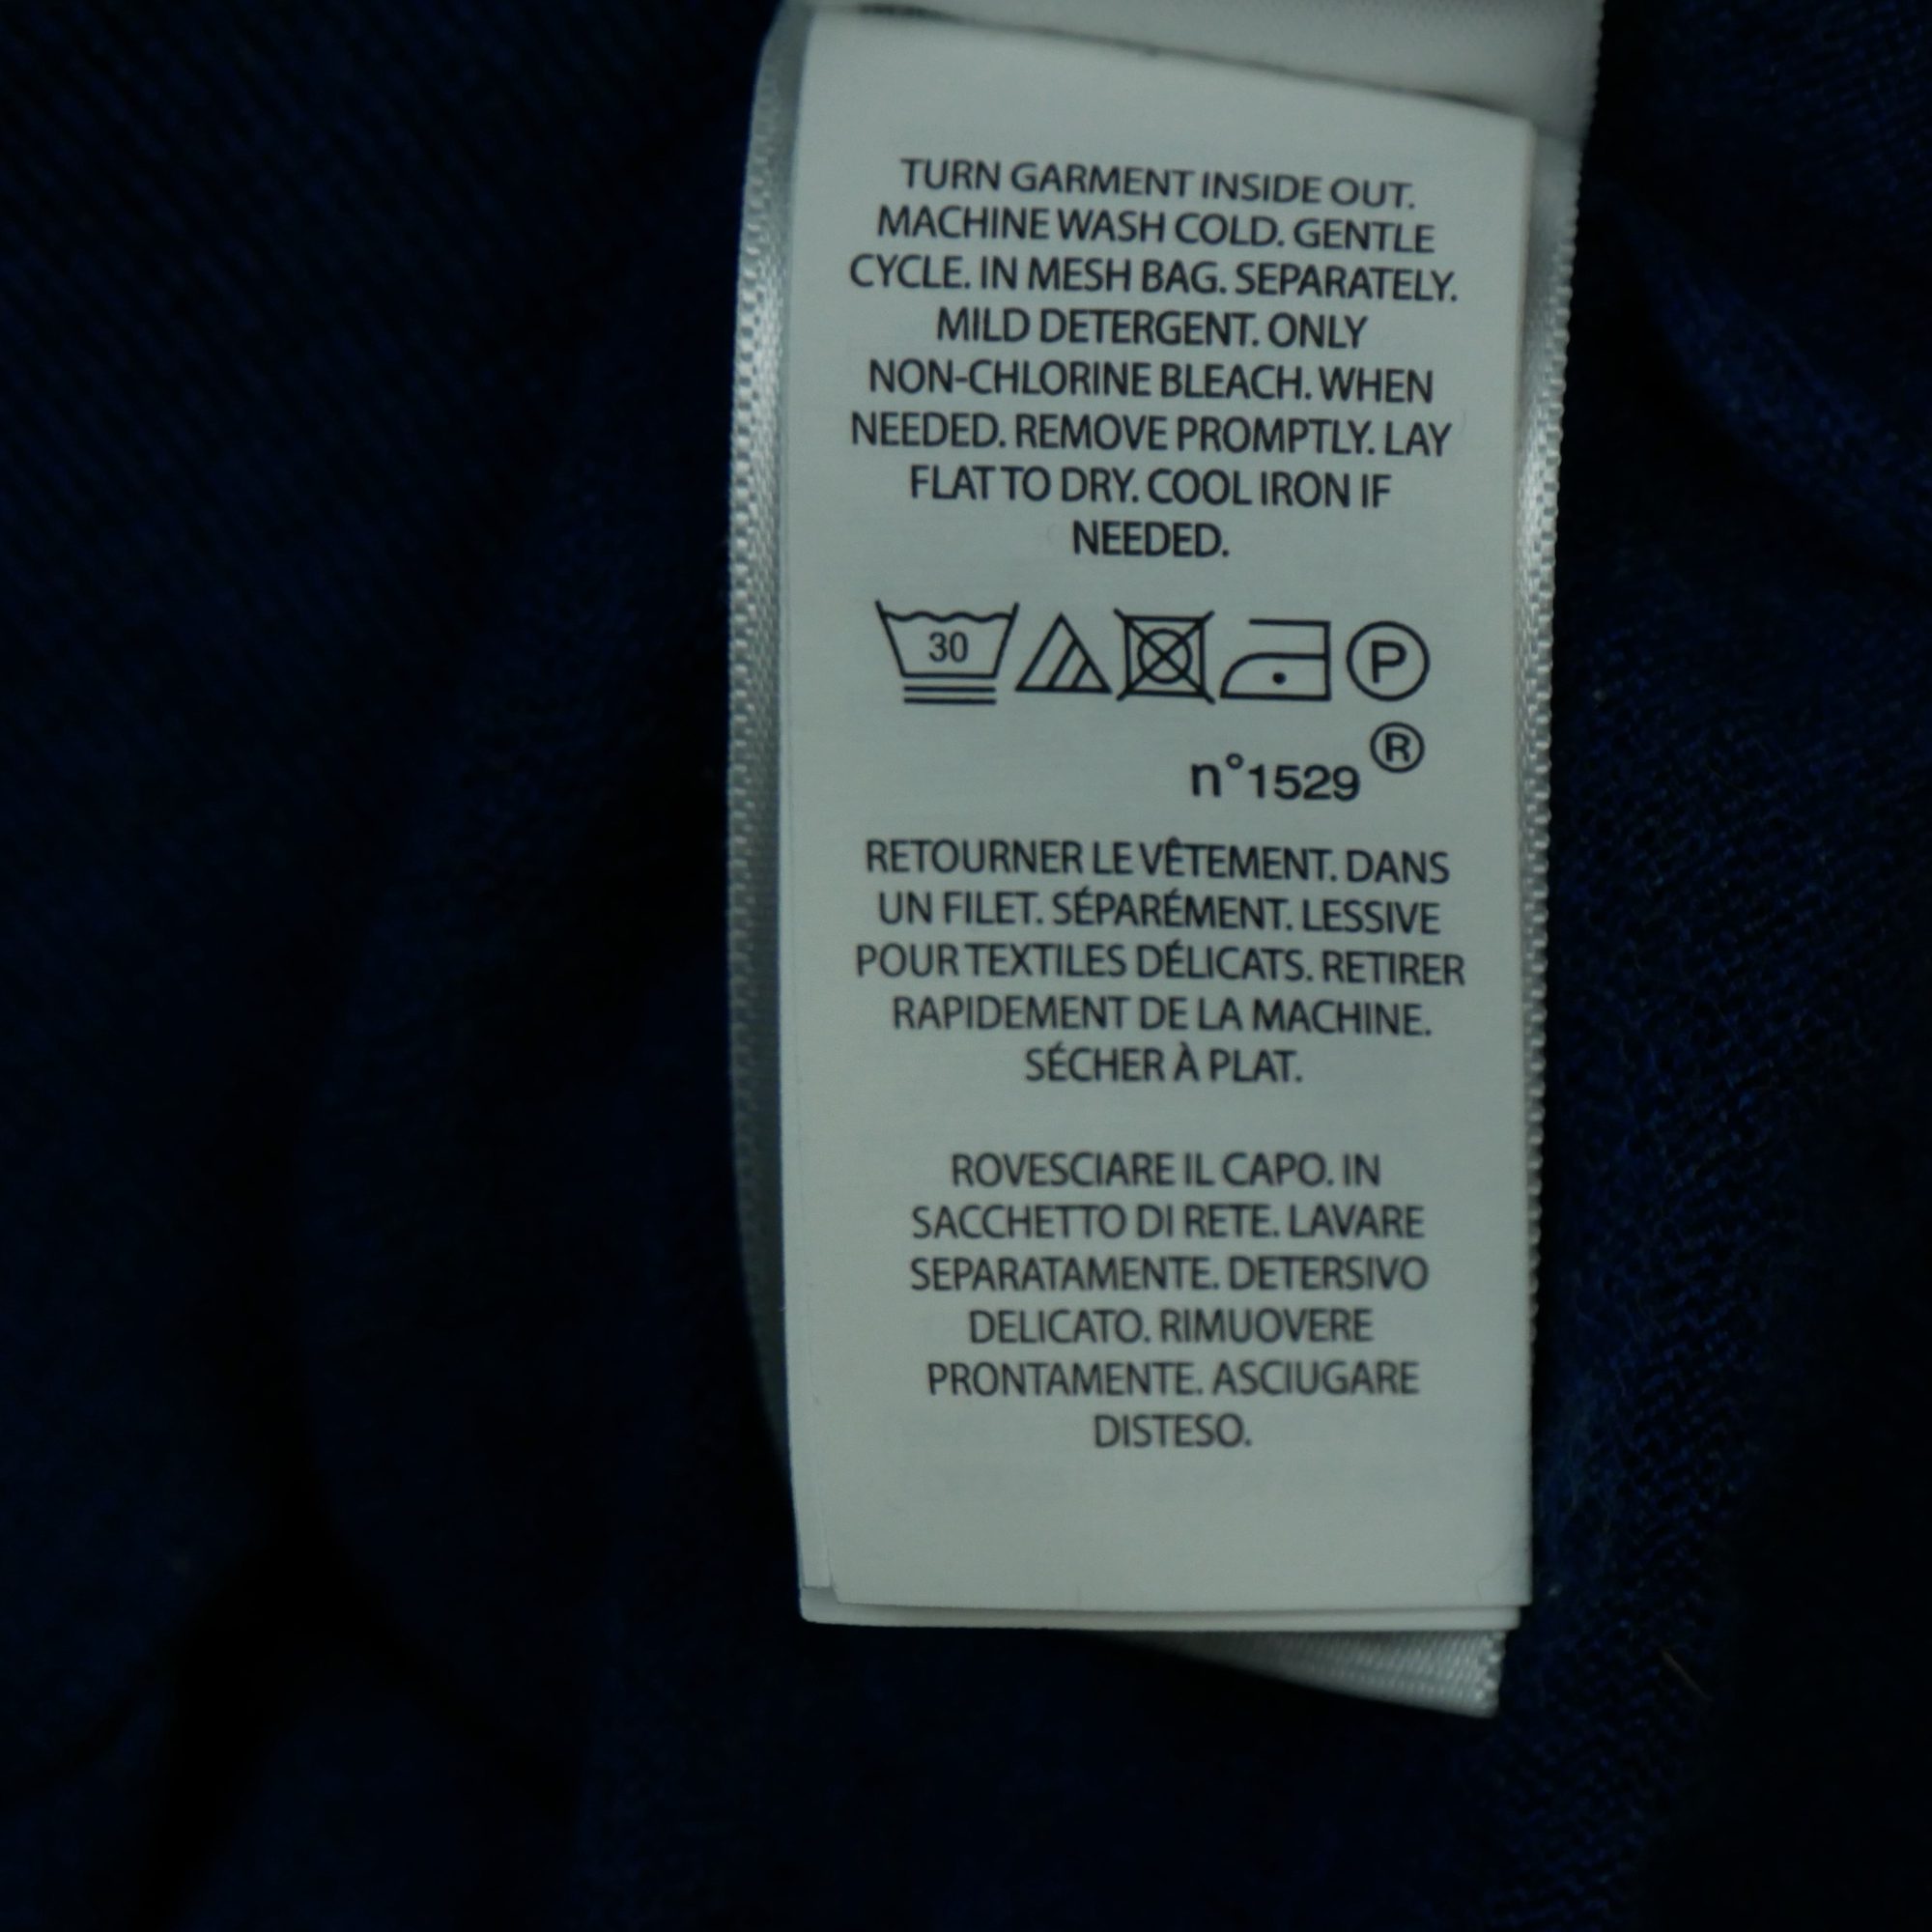 TURN GARMENT INSIDE OUT.
MACHINE WASH COLD. GENTLE
CYCLE. IN MESH BAG. SEPARATELY.
MILD DETERGENT. ONLY
NON-CHLORINE BLEACH. WHEN
NEEDED. REMOVE PROMPTLY. LAY
FLAT TO DRY. COOL IRON IF
NEEDED.
30 P
n°1529 ®
RETOURNER LE VÊTEMENT. DANS
UN FILET. SÉPARÉMENT. LESSIVE
POUR TEXTILES DÉLICATS. RETIRER
RAPIDEMENT DE LA MACHINE.
SÉCHER À PLAT.
ROVESCIARE IL CAPO. IN
SACCHETTO DI RETE. LAVARE
SEPARATAMENTE. DETERSIVO
DELICATO. RIMUOVERE
PRONTAMENTE. ASCIUGARE
DISTESO.